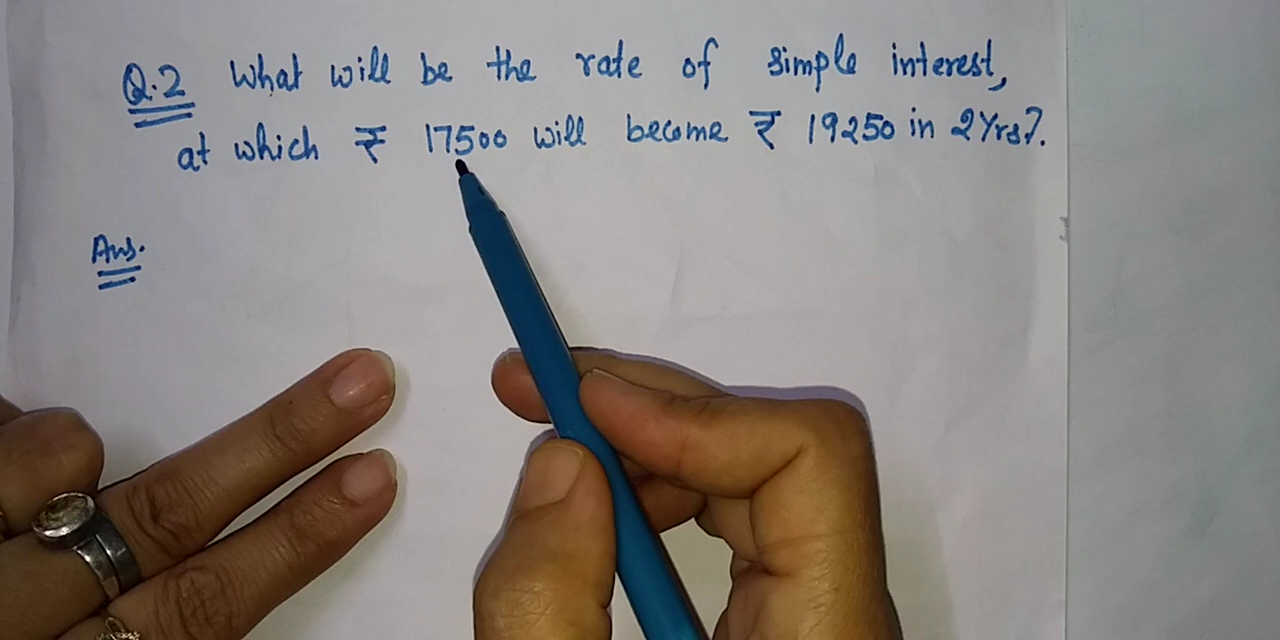 Q.2 What will be the rate of simple interest,
at which ₹ 17500 will become ₹ 19250 in 2Yrs?.
Ans.